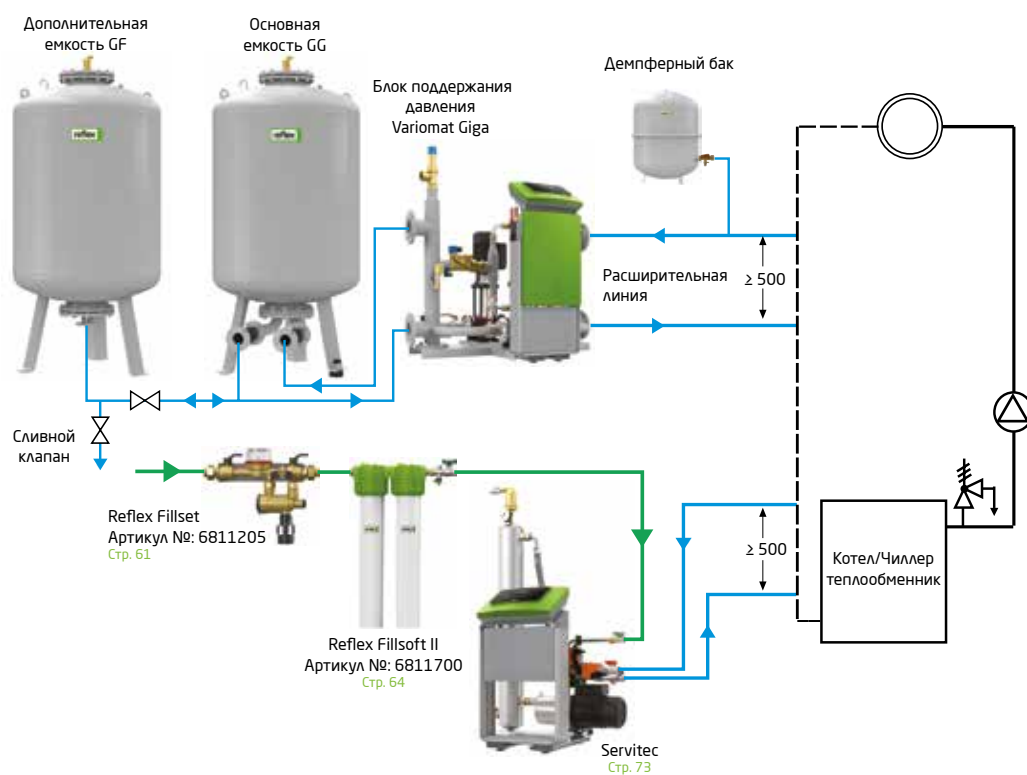 Дополнительная
емкость GF
Основная
емкость GG
Блок поддержания
давления
Variomat Giga
Демпферный бак
reflex
reflex
Расширительная
линия
≥ 500
Сливной
клапан
Reflex Fillset
Артикул №: 6811205
Стр. 61
≥ 500
Котел/Чиллер
теплообменник
Reflex Fillsoft II
Артикул №: 6811700
Стр. 64
Servitec
Стр. 73